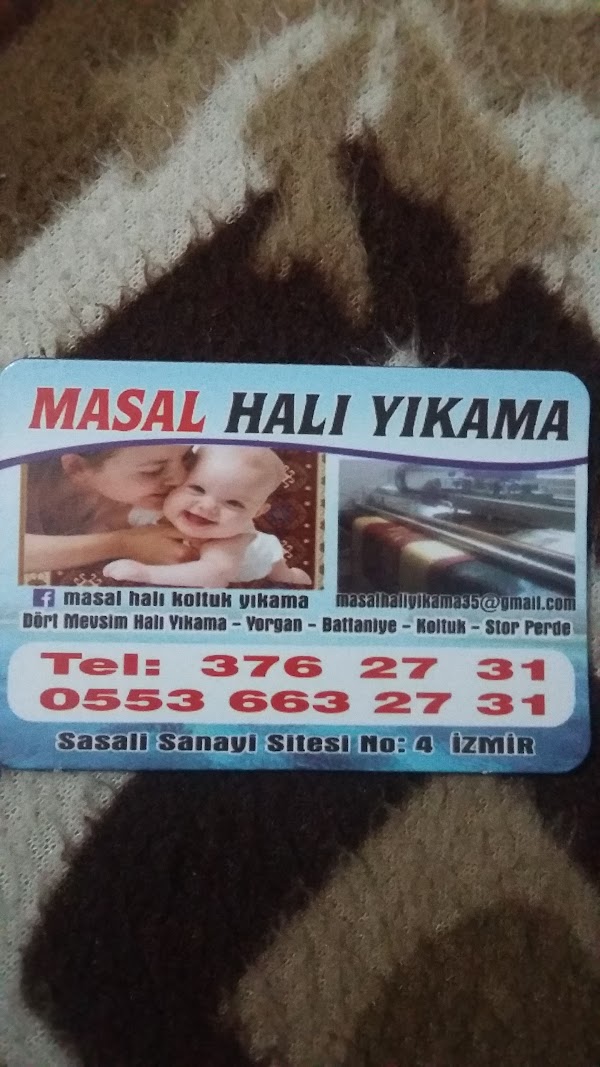 MASAL HALI YIKAMA
masal halı koltuk yıkama
masalhaliyikama35@gmail.com
Dört Mevsim Halı Yıkama - Yorgan - Battaniye - Koltuk - Stor Perde
Tel: 376 27 31
0553 663 27 31
Sasali Sanayi Sitesi No: 4 İZMİR